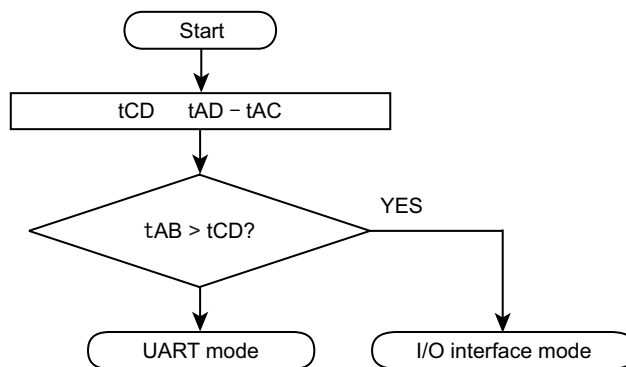 Start
tCD tAD − tAC
tAB > tCD?
YES
UART mode
I/O interface mode